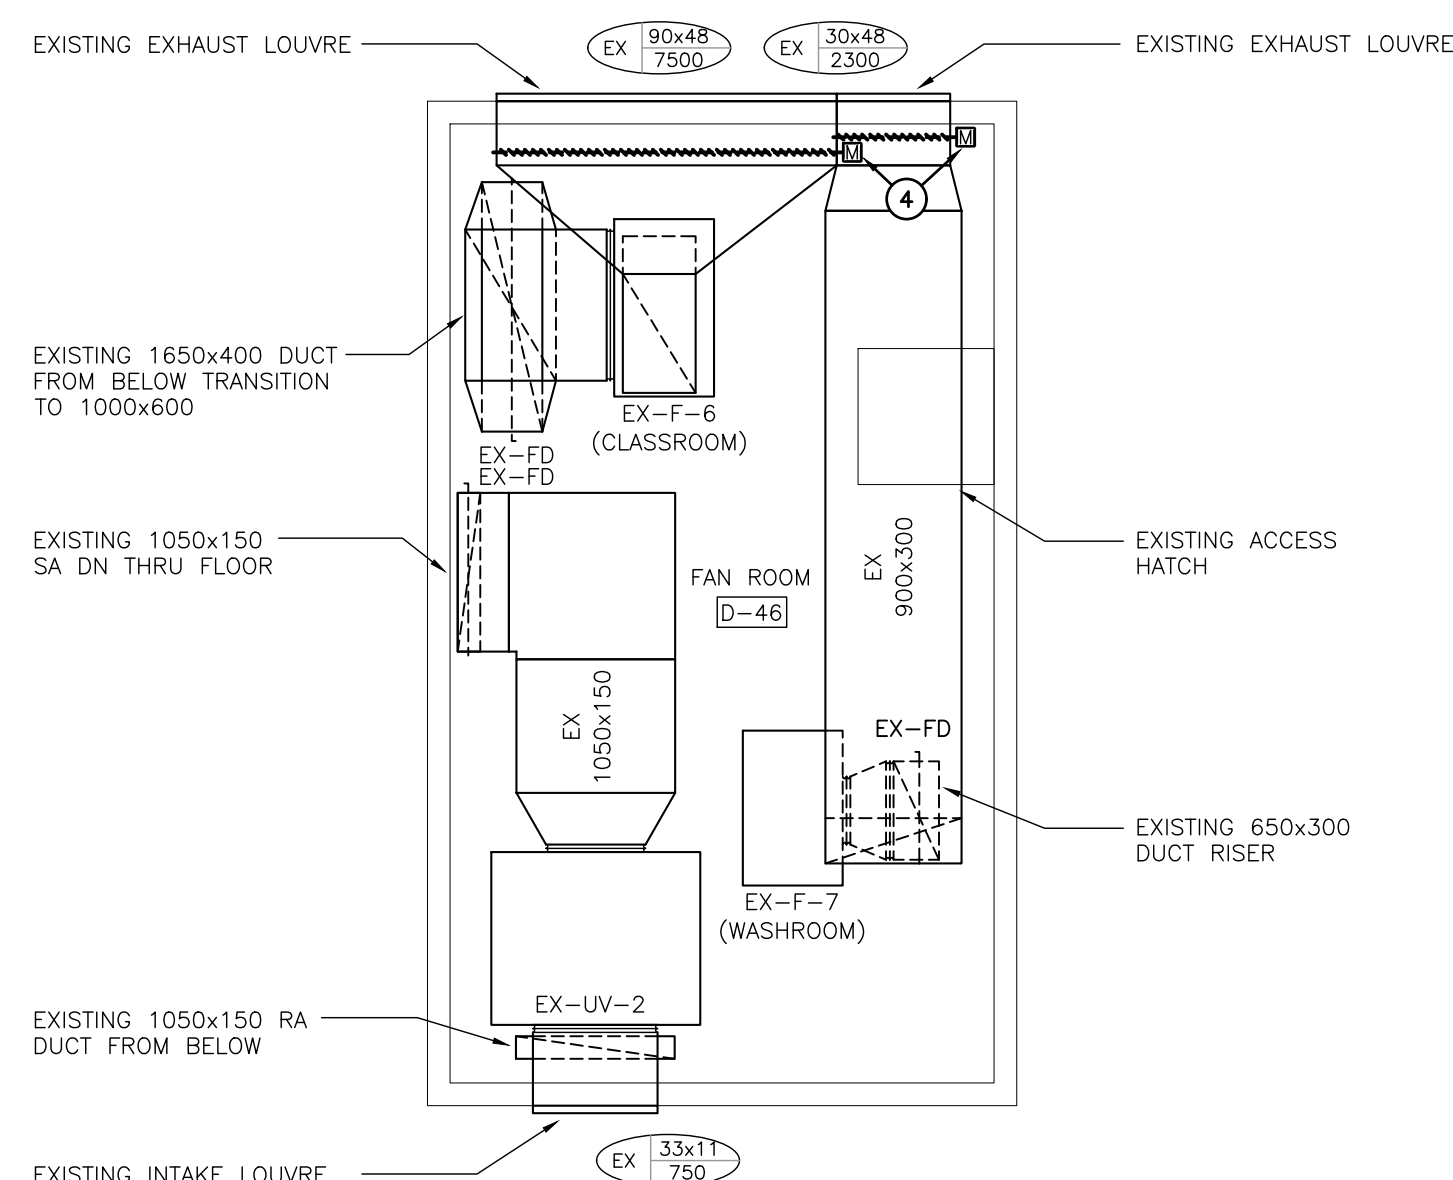 EXISTING EXHAUST LOUVRE
EX 90x48
7500
EX 30x48
2300
EXISTING EXHAUST LOUVRE
M
M
4
EXISTING 1650x400 DUCT
FROM BELOW TRANSITION
TO 1000x600
EX-F-6
(CLASSROOM)
EX-FD
EX-FD
EXISTING 1050x150
SA DN THRU FLOOR
FAN ROOM
D-46
EX
900x300
EXISTING ACCESS
HATCH
EX
1050x150
EX-FD
EXISTING 650x300
DUCT RISER
EX-F-7
(WASHROOM)
EX-UV-2
EXISTING 1050x150 RA
DUCT FROM BELOW
EXISTING INTAKE LOUVRE
EX 33x11
750